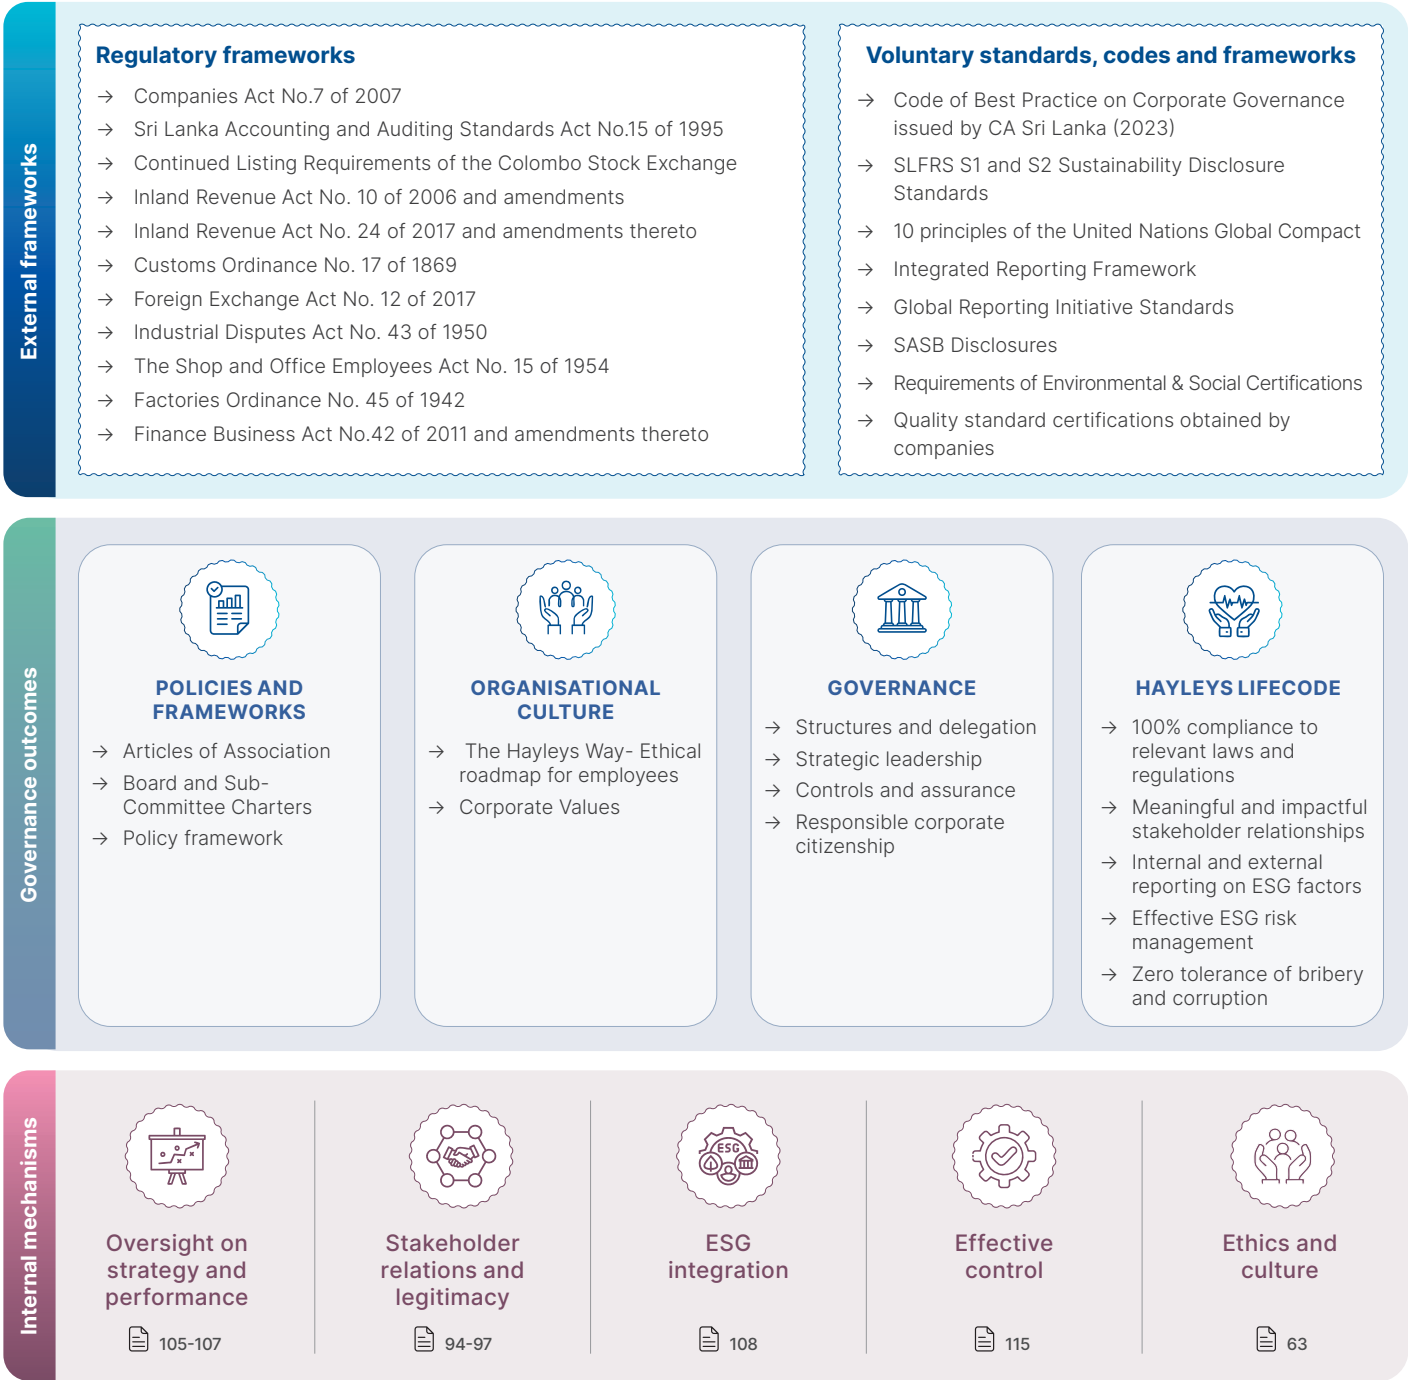 External frameworks
Regulatory frameworks
→ Companies Act No.7 of 2007
→ Sri Lanka Accounting and Auditing Standards Act No.15 of 1995
→ Continued Listing Requirements of the Colombo Stock Exchange
→ Inland Revenue Act No. 10 of 2006 and amendments
→ Inland Revenue Act No. 24 of 2017 and amendments thereto
→ Customs Ordinance No. 17 of 1869
→ Foreign Exchange Act No. 12 of 2017
→ Industrial Disputes Act No. 43 of 1950
→ The Shop and Office Employees Act No. 15 of 1954
→ Factories Ordinance No. 45 of 1942
→ Finance Business Act No.42 of 2011 and amendments thereto
Voluntary standards, codes and frameworks
→ Code of Best Practice on Corporate Governance
issued by CA Sri Lanka (2023)
→ SLFRS S1 and S2 Sustainability Disclosure
Standards
→ 10 principles of the United Nations Global Compact
→ Integrated Reporting Framework
→ Global Reporting Initiative Standards
→ SASB Disclosures
→ Requirements of Environmental & Social Certifications
→ Quality standard certifications obtained by
companies
Governance outcomes
POLICIES AND
FRAMEWORKS
→ Articles of Association
→ Board and Sub-
Committee Charters
→ Policy framework
ORGANISATIONAL
CULTURE
→ The Hayleys Way- Ethical
roadmap for employees
→ Corporate Values
GOVERNANCE
→ Structures and delegation
→ Strategic leadership
→ Controls and assurance
→ Responsible corporate
citizenship
HAYLEYS LIFECODE
→ 100% compliance to
relevant laws and
regulations
→ Meaningful and impactful
stakeholder relationships
→ Internal and external
reporting on ESG factors
→ Effective ESG risk
management
→ Zero tolerance of bribery
and corruption
Internal mechanisms
Oversight on
strategy and
performance
105-107
Stakeholder
relations and
legitimacy
94-97
ESG
ESG
integration
108
Effective
control
115
Ethics and
culture
63